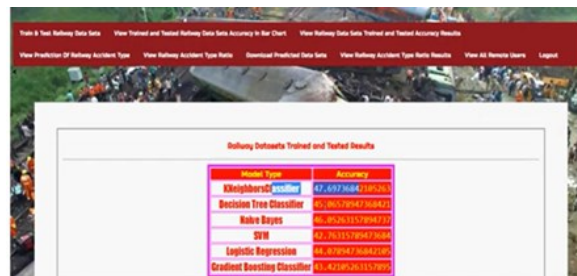 Train & Test Railway Data Sets View Trained and Tested Railway Data Sets Accuracy in Bar Chart View Railway Data Sets Trained and Tested Accuracy Results
View Prediction Of Railway Accident Type View Railway Accident Type Ratio Download Predicted Data Sets View Railway Accident Type Ratio Results View All Remote Users Logout
Railway Datasets Trained and Tested Results
Model Type Accuracy
KNeighborsClassifier 47.69736842105263
Decision Tree Classifier 45.06578947368421
Naive Bayes 46.05263157894737
SVM 42.76315789473684
Logistic Regression 44.07894736842105
Gradient Boosting Classifier 43.42105263157895